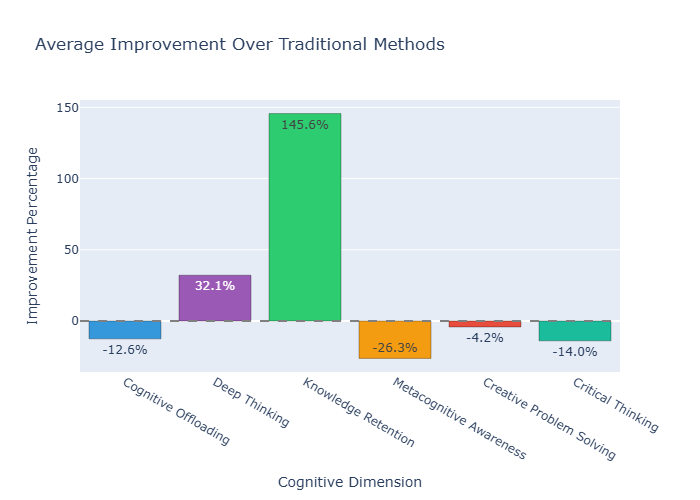 Average Improvement Over Traditional Methods
Improvement Percentage
150
100
50
0
-12.6%
32.1%
145.6%
-26.3%
-4.2%
-14.0%
Cognitive Offloading
Deep Thinking
Knowledge Retention
Metacognitive Awareness
Creative Problem Solving
Critical Thinking
Cognitive Dimension